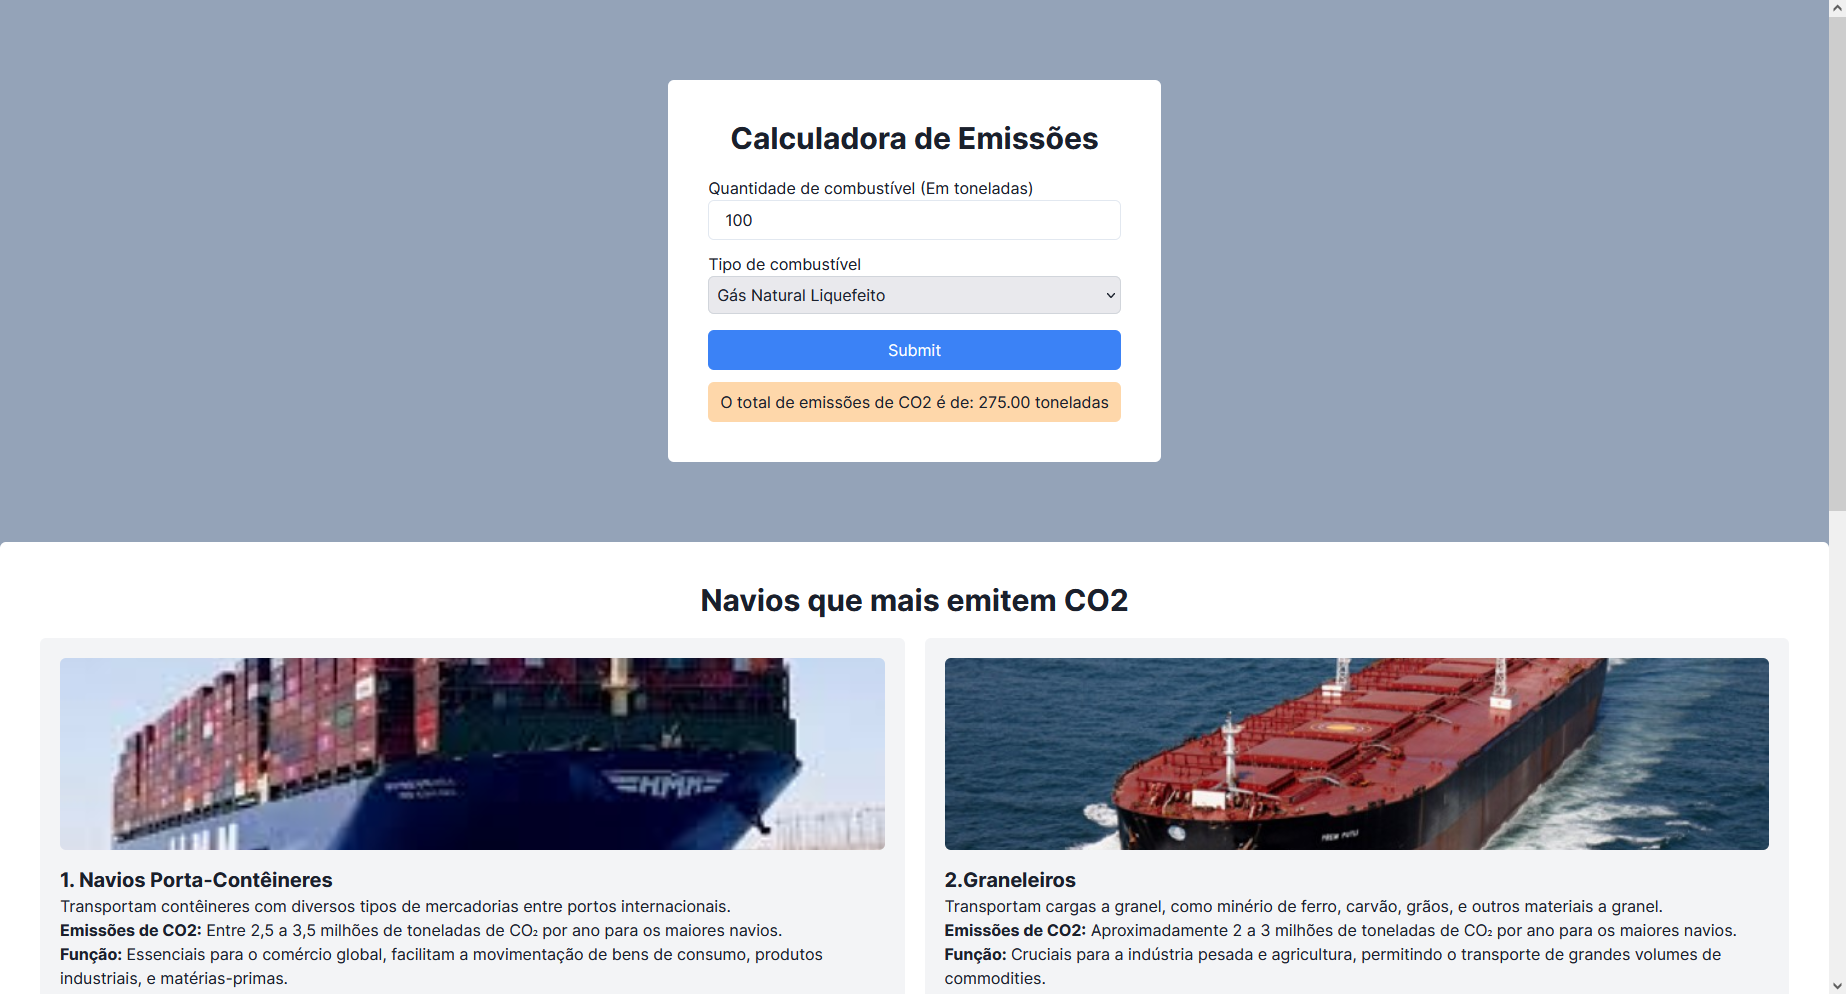 Calculadora de Emissões
Quantidade de combustível (Em toneladas)
100
Tipo de combustível
Gás Natural Liquefeito
Submit
O total de emissões de CO2 é de: 275.00 toneladas
Navios que mais emitem CO2
HMM
1. Navios Porta-Contêineres
Transportam contêineres com diversos tipos de mercadorias entre portos internacionais.
Emissões de CO2: Entre 2,5 a 3,5 milhões de toneladas de CO₂ por ano para os maiores navios.
Função: Essenciais para o comércio global, facilitam a movimentação de bens de consumo, produtos
industriais, e matérias-primas.
2.Graneleiros
Transportam cargas a granel, como minério de ferro, carvão, grãos, e outros materiais a granel.
Emissões de CO2: Aproximadamente 2 a 3 milhões de toneladas de CO₂ por ano para os maiores navios.
Função: Cruciais para a indústria pesada e agricultura, permitindo o transporte de grandes volumes de
commodities.